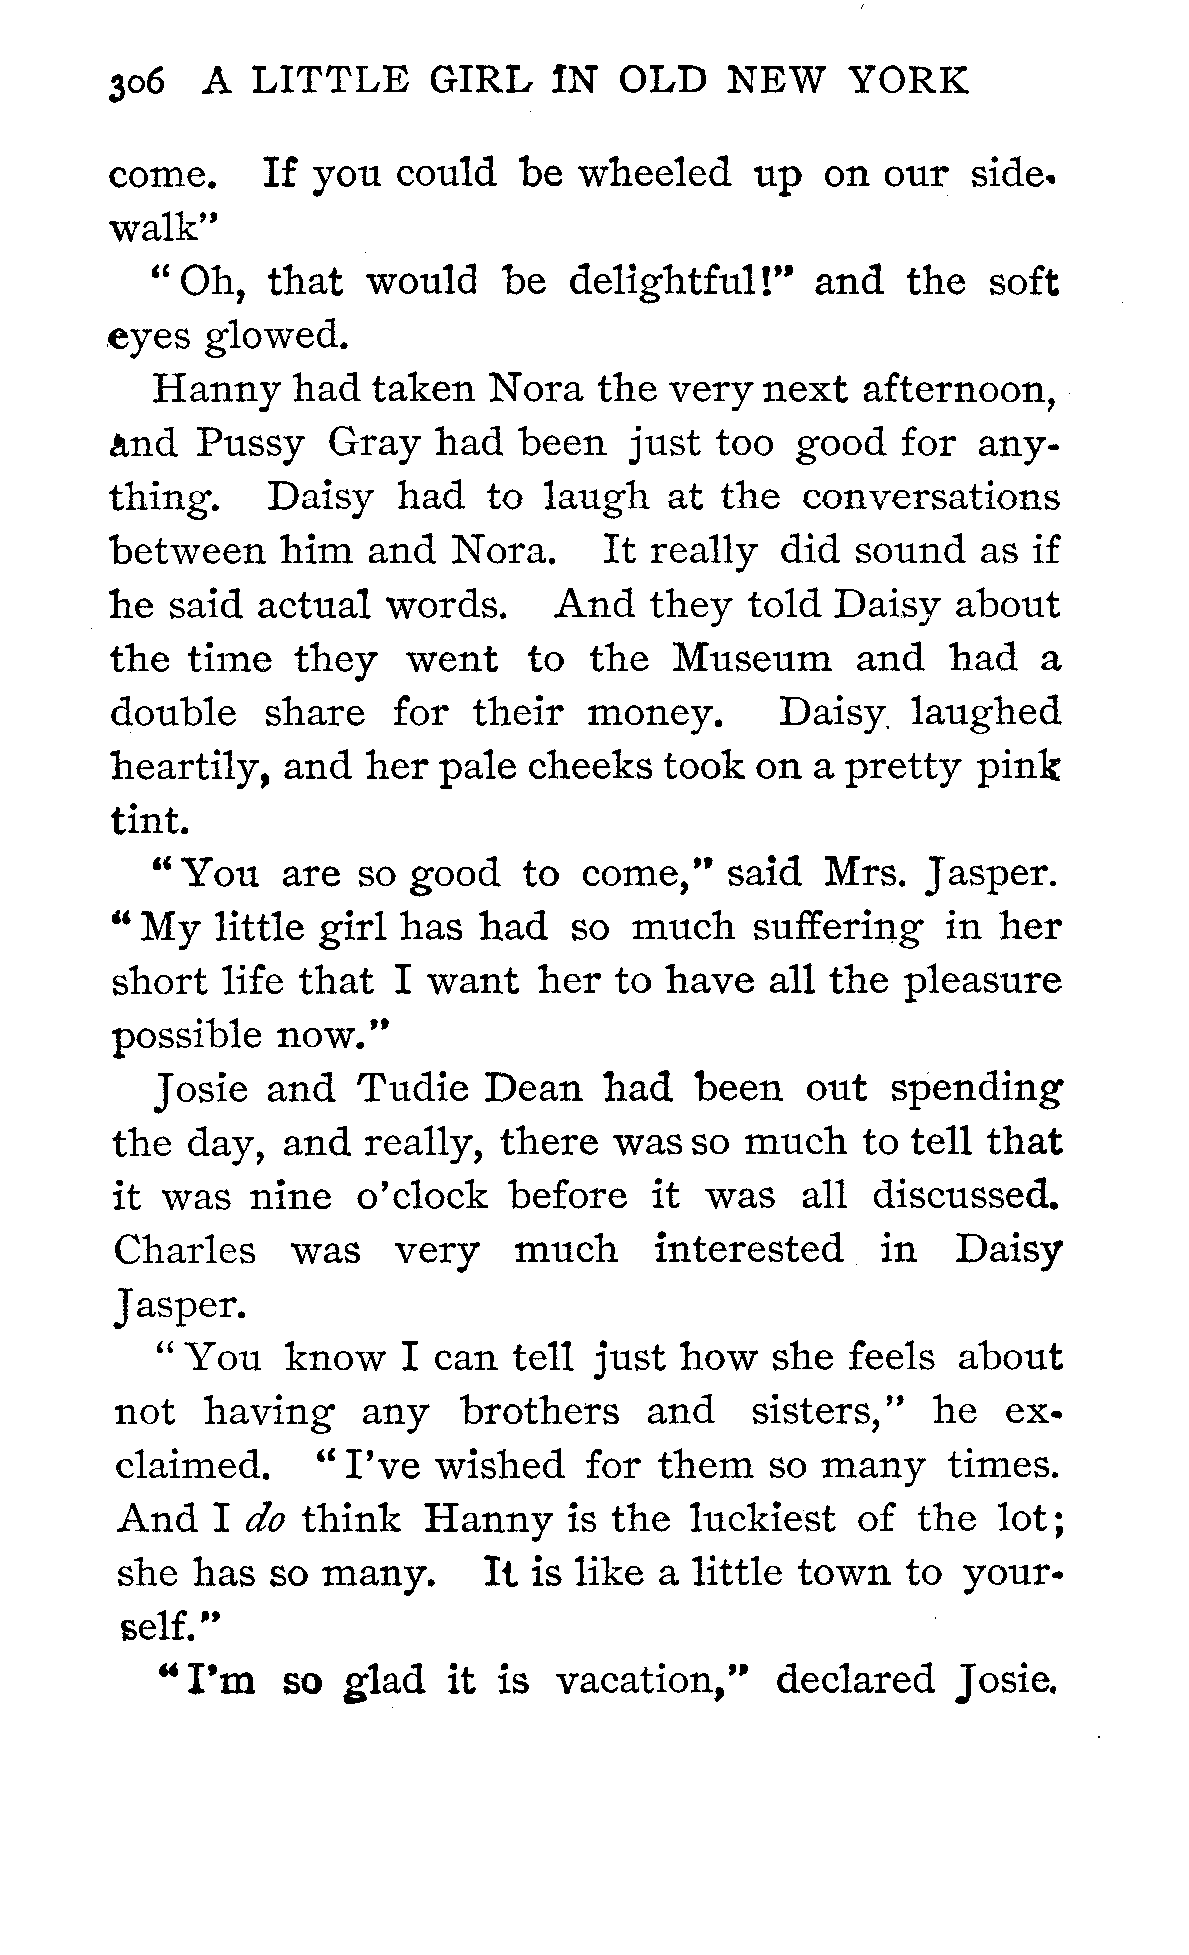 306 A LITTLE GIRL IN OLD NEW YORK
come. If you could be wheeled up on our side-
walk"
"Oh, that would be delightful!" and the soft
eyes glowed.
Hanny had taken Nora the very next afternoon,
and Pussy Gray had been just too good for any-
thing. Daisy had to laugh at the conversations
between him and Nora. It really did sound as if
he said actual words. And they told Daisy about
the time they went to the Museum and had a
double share for their money. Daisy laughed
heartily, and her pale cheeks took on a pretty pink
tint.
"You are so good to come," said Mrs. Jasper.
"My little girl has had so much suffering in her
short life that I want her to have all the pleasure
possible now."
Josie and Tudie Dean had been out spending
the day, and really, there was so much to tell that
it was nine o'clock before it was all discussed.
Charles was very much interested in Daisy
Jasper.
"You know I can tell just how she feels about
not having any brothers and sisters," he ex-
claimed. "I've wished for them so many times.
And I do think Hanny is the luckiest of the lot;
she has so many. It is like a little town to your-
self."
"I'm so glad it is vacation," declared Josie.